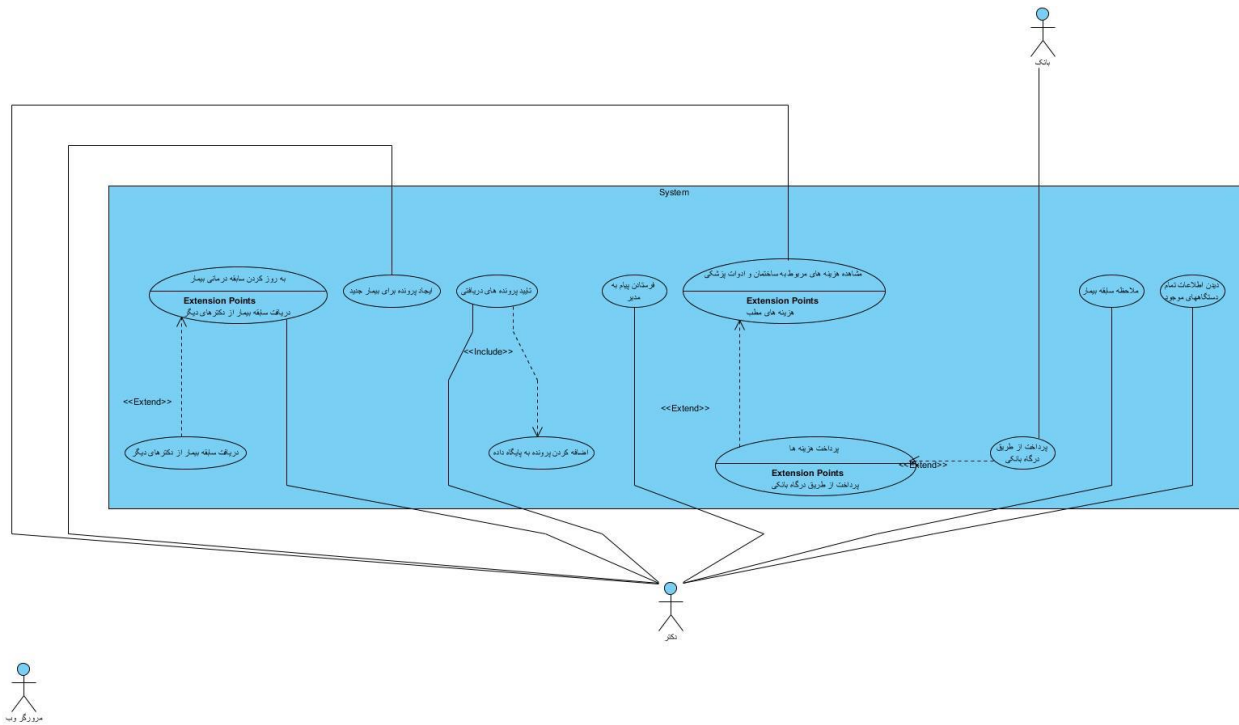 بانک
System
به روز کردن سابقه درمانی بیمار
Extension Points
دریافت سابقه بیمار از دکترهای دیگر
ایجاد پرونده برای بیمار جدید
تایید پرونده های دریافتی
فرستادن پیام به
مدیر
مشاهده هزینه های مربوط به ساختمان و ادوات پزشکی
Extension Points
هزینه های مطب
ملاحظه سابقه بیمار
دیدن اطلاعات تمام
دستگاههای موجود
<<Include>>
<<Extend>>
<<Extend>>
دریافت سابقه بیمار از دکترهای دیگر
اضافه کردن پرونده به پایگاه داده
پرداخت هزینه ها
Extension Points
پرداخت از طریق درگاه بانکی
<<Extend>>
پرداخت از طریق
درگاه بانکی
دکتر
مرورگر وب